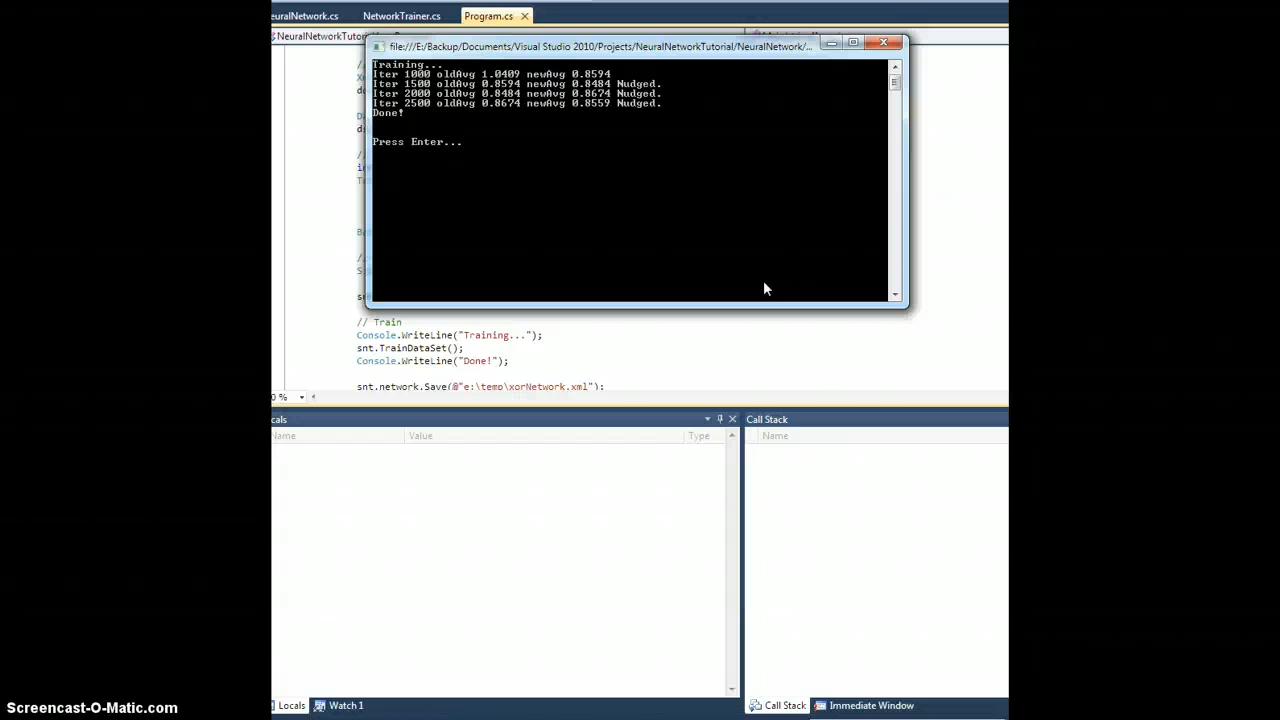 euralNetwork.cs NetworkTrainer.cs Program.cs
NeuralNetworkTutor
file:///E:/Backup/Documents/Visual Studio 2010/Projects/NeuralNetworkTutorial/NeuralNetwork/...
Training...
Iter 1000 oldAvg 1.0409 newAvg 0.8594
Iter 1500 oldAvg 0.8594 newAvg 0.8484 Nudged.
Iter 2000 oldAvg 0.8484 newAvg 0.8674 Nudged.
Iter 2500 oldAvg 0.8674 newAvg 0.8559 Nudged.
Done!
Press Enter...
// Train
Console.WriteLine("Training...");
snt.TrainDataSet();
Console.WriteLine("Done!");
snt.network.Save(@"e:\temp\xorNetwork.xml");
0 %
cals Call Stack
Name Value Type Name
Locals Watch 1 Call Stack Immediate Window
Screencast-O-Matic.com